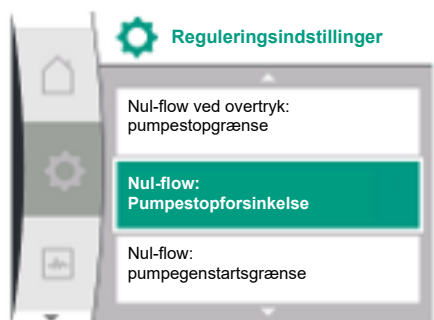 Reguleringsindstillinger
Nul-flow ved overtryk:
pumpestopgrænse
Nul-flow:
Pumpestopforsinkelse
Nul-flow:
pumpegenstartsgrænse